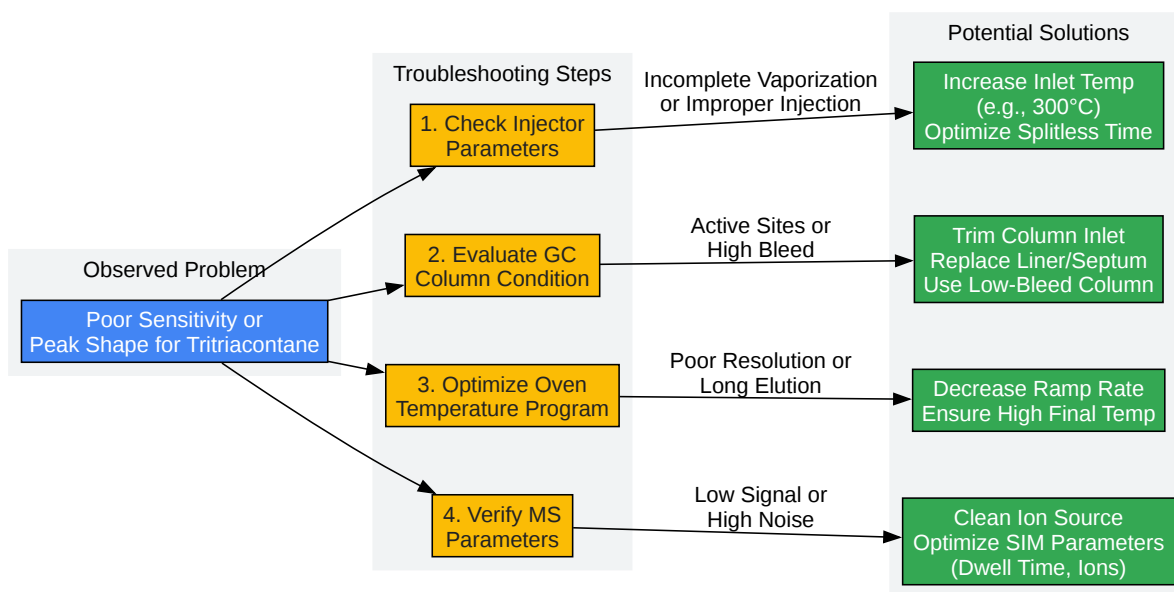 Observed Problem
Poor Sensitivity or
Peak Shape for Tritriacontane
Troubleshooting Steps
1. Check Injector
Parameters
2. Evaluate GC
Column Condition
3. Optimize Oven
Temperature Program
4. Verify MS
Parameters
Incomplete Vaporization
or Improper Injection
Active Sites or
High Bleed
Poor Resolution or
Long Elution
Low Signal or
High Noise
Potential Solutions
Increase Inlet Temp
(e.g., 300°C)
Optimize Splitless Time
Trim Column Inlet
Replace Liner/Septum
Use Low-Bleed Column
Decrease Ramp Rate
Ensure High Final Temp
Clean Ion Source
Optimize SIM Parameters
(Dwell Time, Ions)